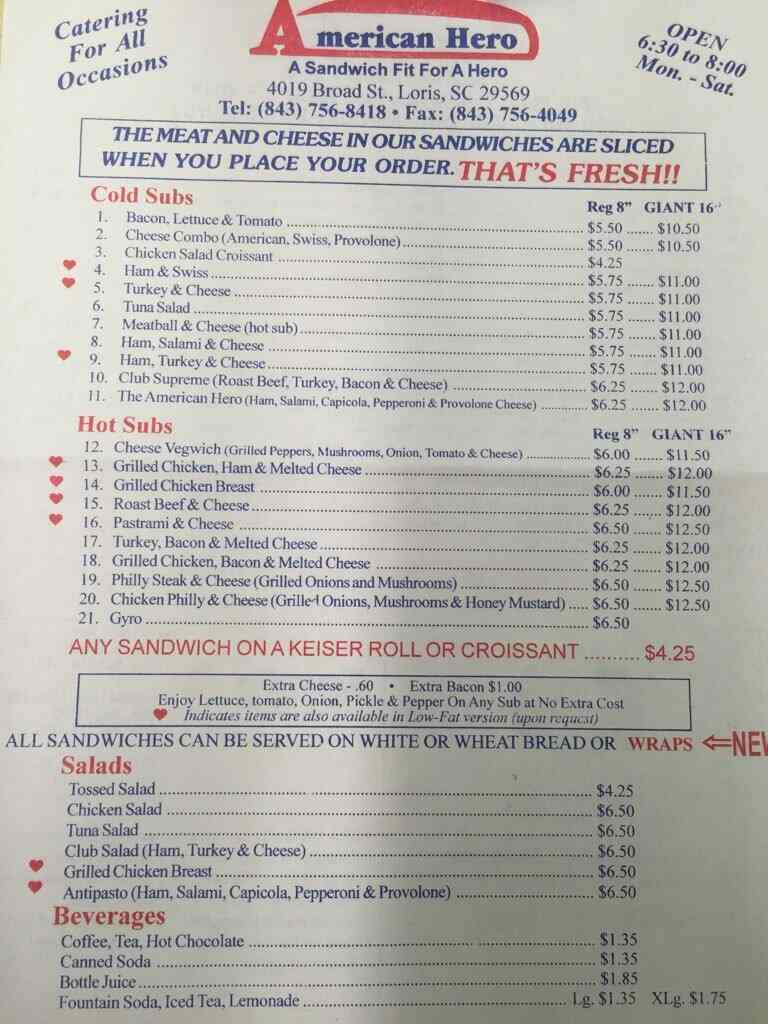 Catering
For All
Occasions
American Hero
A Sandwich Fit For A Hero
4019 Broad St., Loris, SC 29569
Tel: (843) 756-8418 • Fax: (843) 756-4049
OPEN
6:30 to 8:00
Mon. - Sat.
THE MEAT AND CHEESE IN OUR SANDWICHES ARE SLICED
WHEN YOU PLACE YOUR ORDER. THAT'S FRESH!!
Cold Subs Reg 8" GIANT 16"
1. Bacon, Lettuce & Tomato $5.50 ...... $10.50
2. Cheese Combo (American, Swiss, Provolone) $5.50 ...... $10.50
3. Chicken Salad Croissant $4.25
4. Ham & Swiss $5.75 ....... $11.00
5. Turkey & Cheese $5.75 ....... $11.00
6. Tuna Salad $5.75 ....... $11.00
7. Meatball & Cheese (hot sub) $5.75 ....... $11.00
8. Ham, Salami & Cheese $5.75 ....... $11.00
9. Ham, Turkey & Cheese $5.75 ....... $11.00
10. Club Supreme (Roast Beef, Turkey, Bacon & Cheese) $6.25 ....... $12.00
11. The American Hero (Ham, Salami, Capicola, Pepperoni & Provolone Cheese) $6.25 ....... $12.00
Hot Subs Reg 8" GIANT 16"
12. Cheese Vegwich (Grilled Peppers, Mushrooms, Onion, Tomato & Cheese) $6.00 ....... $11.50
13. Grilled Chicken, Ham & Melted Cheese $6.25 ....... $12.00
14. Grilled Chicken Breast $6.00 ....... $11.50
15. Roast Beef & Cheese $6.25 ....... $12.00
16. Pastrami & Cheese $6.50 ....... $12.50
17. Turkey, Bacon & Melted Cheese $6.25 ....... $12.00
18. Grilled Chicken, Bacon & Melted Cheese $6.25 ....... $12.00
19. Philly Steak & Cheese (Grilled Onions and Mushrooms) $6.50 ....... $12.50
20. Chicken Philly & Cheese (Grilled Onions, Mushrooms & Honey Mustard) ..... $6.50 ....... $12.50
21. Gyro $6.50
ANY SANDWICH ON A KEISER ROLL OR CROISSANT ......... $4.25
Extra Cheese - .60 • Extra Bacon $1.00
Enjoy Lettuce, tomato, Onion, Pickle & Pepper On Any Sub at No Extra Cost
Indicates items are also available in Low-Fat version (upon request)
ALL SANDWICHES CAN BE SERVED ON WHITE OR WHEAT BREAD OR WRAPS ⇐NEW
Salads
Tossed Salad $4.25
Chicken Salad $6.50
Tuna Salad $6.50
Club Salad (Ham, Turkey & Cheese) $6.50
Grilled Chicken Breast $6.50
Antipasto (Ham, Salami, Capicola, Pepperoni & Provolone) $6.50
Beverages
Coffee, Tea, Hot Chocolate $1.35
Canned Soda $1.35
Bottle Juice $1.85
Fountain Soda, Iced Tea, Lemonade Lg. $1.35 XLg. $1.75